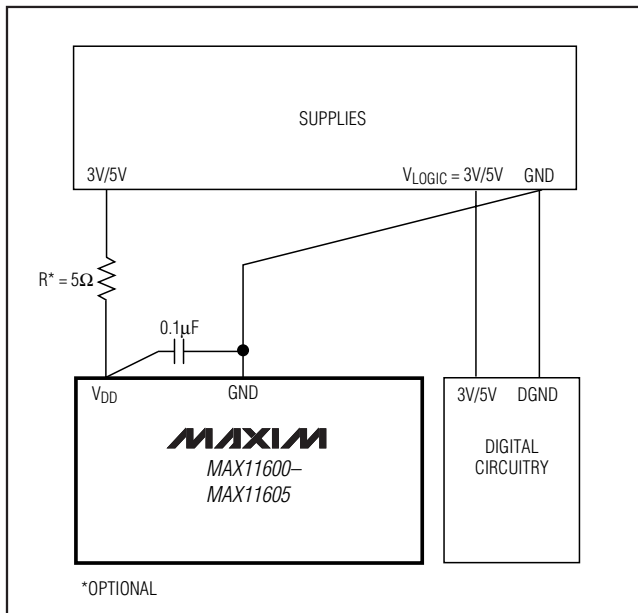 SUPPLIES
3V/5V
VLOGIC = 3V/5V
GND
R* = 5Ω
0.1µF
VDD
GND
3V/5V
DGND
MAXIM
MAX11600–
MAX11605
DIGITAL
CIRCUITRY
*OPTIONAL